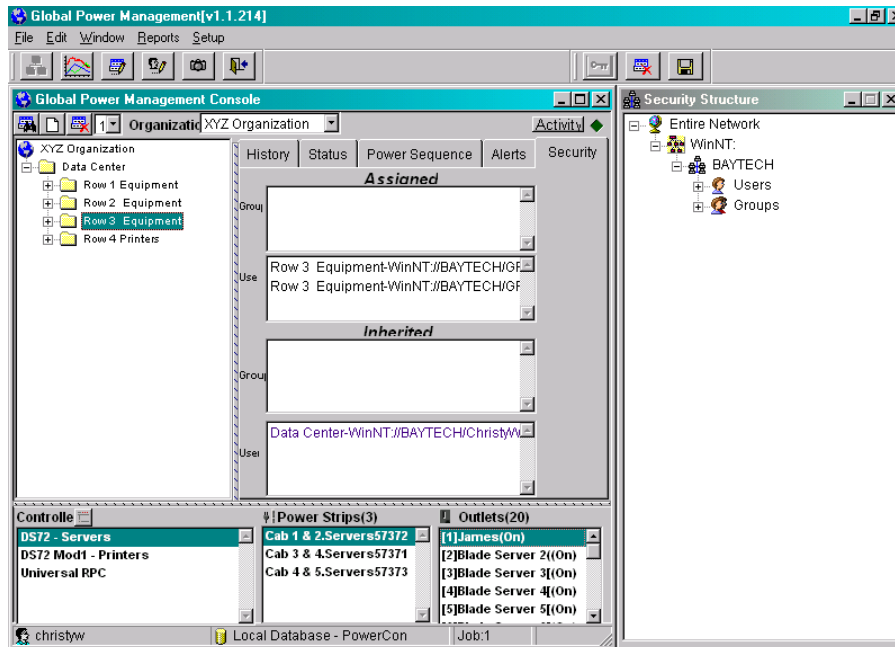 Global Power Management[v1.1.214]
File Edit Window Reports Setup
Global Power Management Console
Security Structure
1 Organizatic XYZ Organization Activity
XYZ Organization
Data Center
Row 1 Equipment
Row 2 Equipment
Row 3 Equipment
Row 4 Printers
History Status Power Sequence Alerts Security
Assigned
Group
Use
Row 3 Equipment-WinNT://BAYTECH/GF
Row 3 Equipment-WinNT://BAYTECH/GF
Inherited
Group
User
Data Center-WinNT://BAYTECH/ChristyW
Entire Network
WinNT:
BAYTECH
Users
Groups
Controlle
DS72 - Servers
DS72 Mod1 - Printers
Universal RPC
Power Strips(3)
Cab 1 & 2.Servers57372
Cab 3 & 4.Servers57371
Cab 4 & 5.Servers57373
Outlets(20)
[1]James(On)
[2]Blade Server 2((On)
[3]Blade Server 3[(On)
[4]Blade Server 4[(On)
[5]Blade Server 5[(On)
christyw
Local Database - PowerCon
Job:1